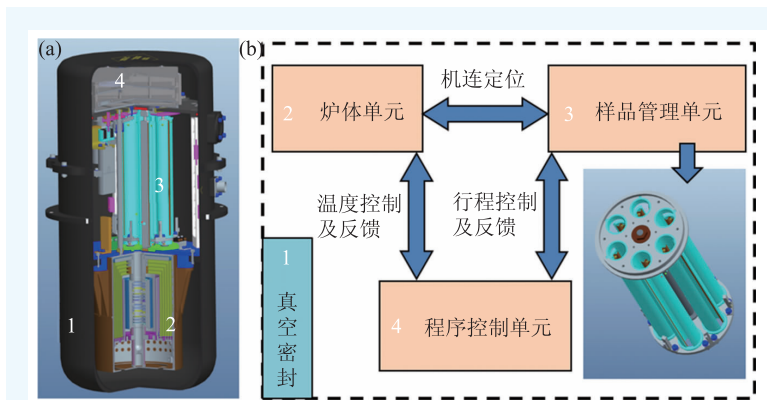 (a)
4
3
1
2
(b)
机连定位
2 炉体单元
3 样品管理单元
温度控制
及反馈
行程控制
及反馈
1
真空密封
4 程序控制单元